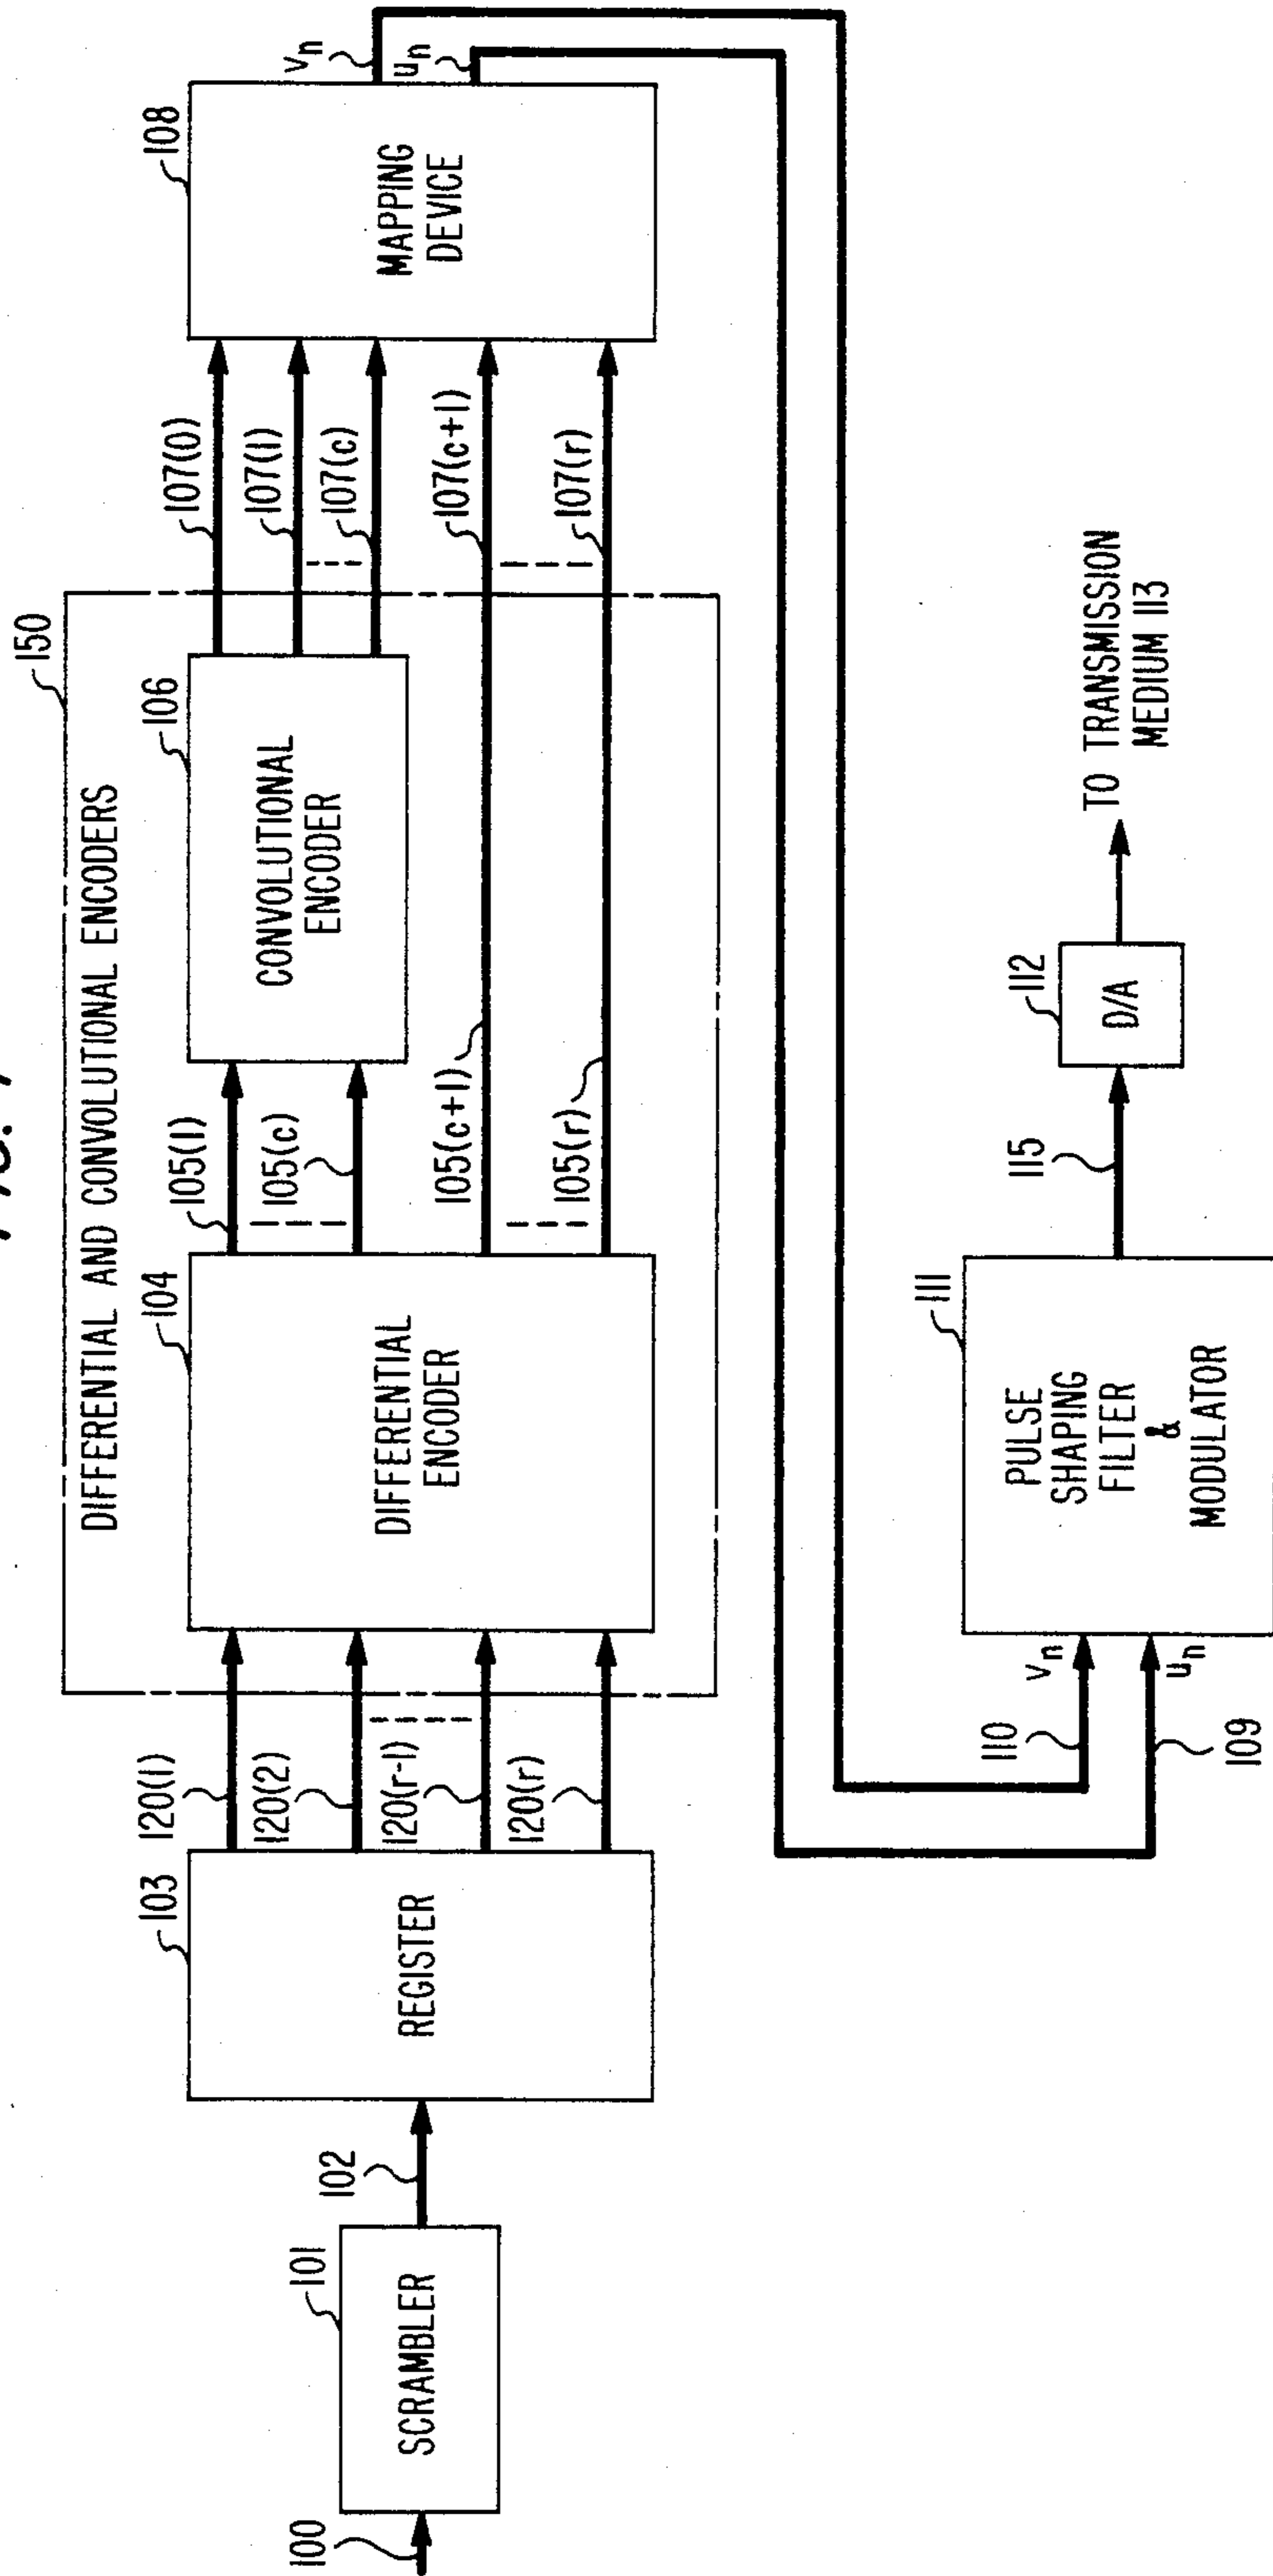 DIFFERENTIAL AND CONVOLUTIONAL ENCODERS
150
100
SCRAMBLER
101
102
REGISTER
103
120(1)
120(2)
120(r-1)
120(r)
DIFFERENTIAL
ENCODER
104
105(1)
105(c)
105(c+1)
105(r)
CONVOLUTIONAL
ENCODER
106
107(0)
107(1)
107(c)
107(c+1)
107(r)
MAPPING
DEVICE
108
vn
un
110
vn
109
un
PULSE
SHAPING
FILTER
&
MODULATOR
111
115
D/A
112
TO TRANSMISSION
MEDIUM 113